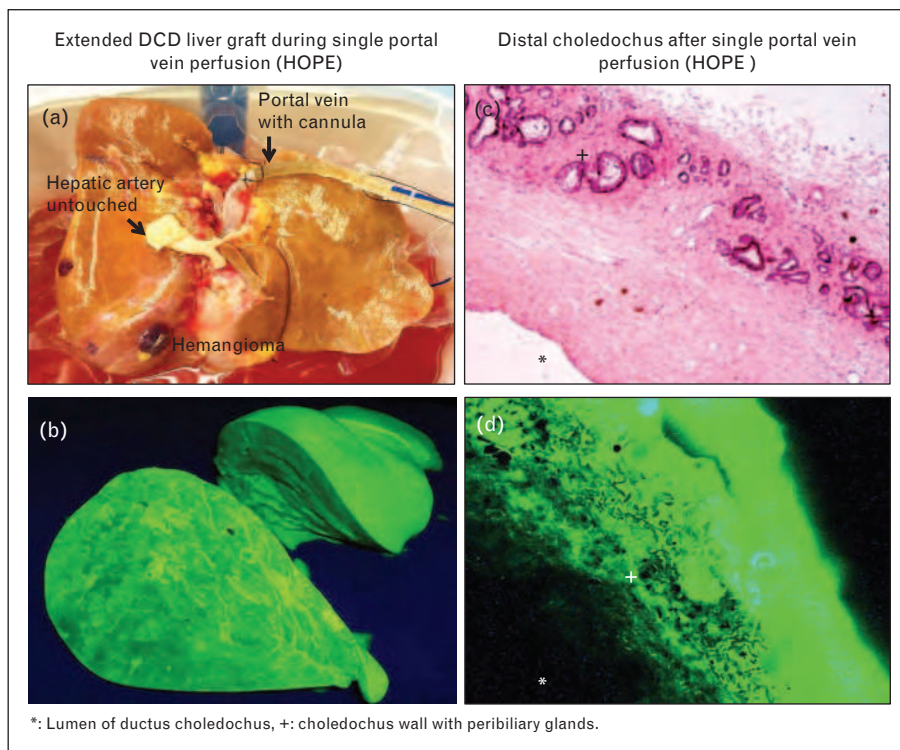 Extended DCD liver graft during single portal
vein perfusion (HOPE)
Distal choledochus after single portal vein
perfusion (HOPE )
(a)
Portal vein
with cannula
Hepatic artery
untouched
Hemangioma
(c)
+
*
(b)
(d)
+
*
*: Lumen of ductus choledochus, +: choledochus wall with peribiliary glands.